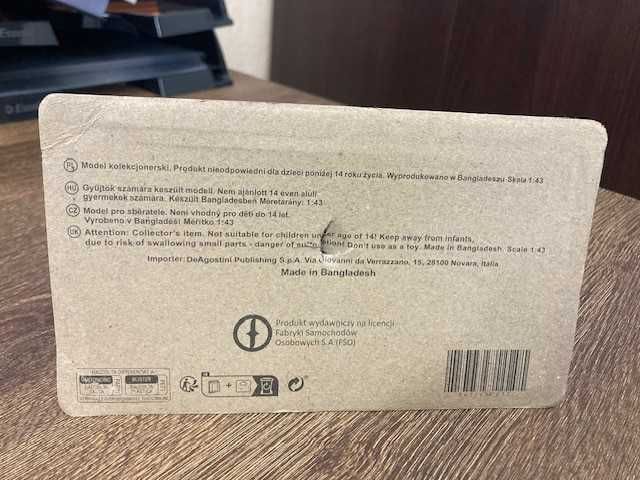 PL Model kolekcjonerski. Produkt nieodpowiedni dla dzieci poniżej 14 roku życia. Wyprodukowano w Bangladeszu Skala 1:43
HU Gyűjtők számára készült modell. Nem ajánlott 14 éven aluli
gyermekek számára. Készült Bangladesben Méretarány: 1:43
CZ Model pro sběratele. Není vhodný pro děti do 14 let.
Vyrobeno v Bangladéši Měřítko 1:43
UK Attention: Collector's item. Not suitable for children under age of 14! Keep away from infants,
due to risk of swallowing small parts - danger of Don't use as a toy. Made in Bangladesh. Scale 1:43
Importer: DeAgostini Publishing S.p.A. Via Giovanni da Verrazzano, 15, 28100 Novara, Italia
Made in Bangladesh
Produkt wydawniczy na licencji
Fabryki Samochodów
Osobowych S.A (FSO)
RACCOLTA DIFFERENZIATA
BLISTER